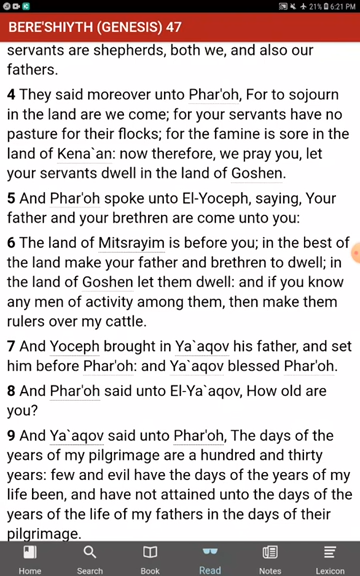 21% 6:21 PM
BERE'SHIYTH (GENESIS) 47
servants are shepherds, both we, and also our
fathers.
4 They said moreover unto Phar'oh, For to sojourn
in the land are we come; for your servants have no
pasture for their flocks; for the famine is sore in the
land of Kena`an: now therefore, we pray you, let
your servants dwell in the land of Goshen.
5 And Phar'oh spoke unto El-Yoceph, saying, Your
father and your brethren are come unto you:
6 The land of Mitsrayim is before you; in the best of
the land make your father and brethren to dwell; in
the land of Goshen let them dwell: and if you know
any men of activity among them, then make them
rulers over my cattle.
7 And Yoceph brought in Ya`aqov his father, and set
him before Phar'oh: and Ya`aqov blessed Phar'oh.
8 And Phar'oh said unto El-Ya`aqov, How old are
you?
9 And Ya`aqov said unto Phar'oh, The days of the
years of my pilgrimage are a hundred and thirty
years: few and evil have the days of the years of my
life been, and have not attained unto the days of the
years of the life of my fathers in the days of their
pilgrimage.
Home Search Book Read Notes Lexicon